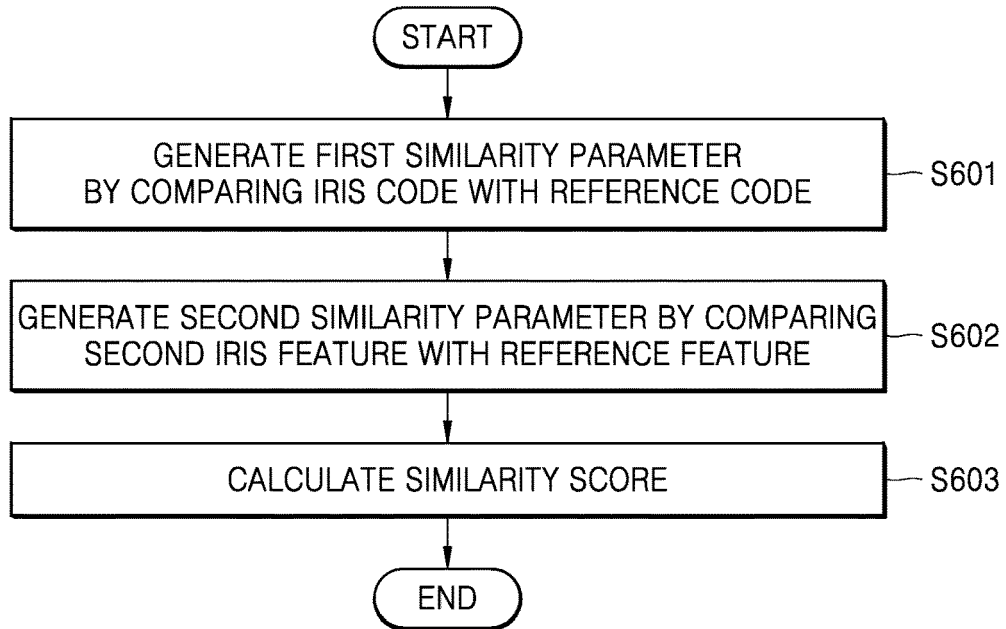 START
GENERATE FIRST SIMILARITY PARAMETER
BY COMPARING IRIS CODE WITH REFERENCE CODE
S601
GENERATE SECOND SIMILARITY PARAMETER BY COMPARING
SECOND IRIS FEATURE WITH REFERENCE FEATURE
S602
CALCULATE SIMILARITY SCORE
S603
END